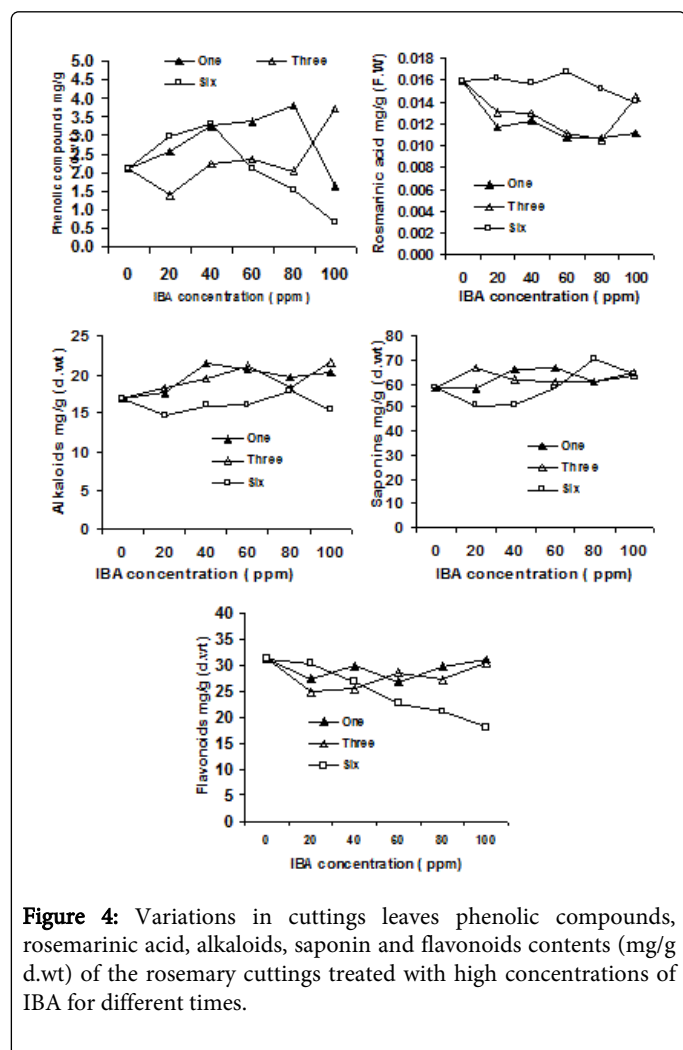 Phenolic compounds mg/g
5.0
4.5
4.0
3.5
3.0
2.5
2.0
1.5
1.0
0.5
0.0
One
Three
Six
0 20 40 60 80 100
IBA concentration ( ppm )
Rosmarinic acid mg/g (F.W)
0.018
0.016
0.014
0.012
0.010
0.008
0.006
0.004
0.002
0.000
One
Three
Six
0 20 40 60 80 100
IBA concentration ( ppm)
Alkaloids mg/g (d.wt)
25
20
15
10
5
0
One
Three
Six
0 20 40 60 80 100
IBA concentration ( ppm)
Saponins mg/g (d.wt)
80
70
60
50
40
30
20
10
0
One
Three
Six
0 20 40 60 80 100
IBA concentration ( ppm)
Flavonoids mg/g (d.wt)
40
35
30
25
20
15
10
5
0
One
Three
Six
0 20 40 60 80 100
IBA concentration ( ppm)
Figure 4: Variations in cuttings leaves phenolic compounds,
rosemarinic acid, alkaloids, saponin and flavonoids contents (mg/g
d.wt) of the rosemary cuttings treated with high concentrations of
IBA for different times.